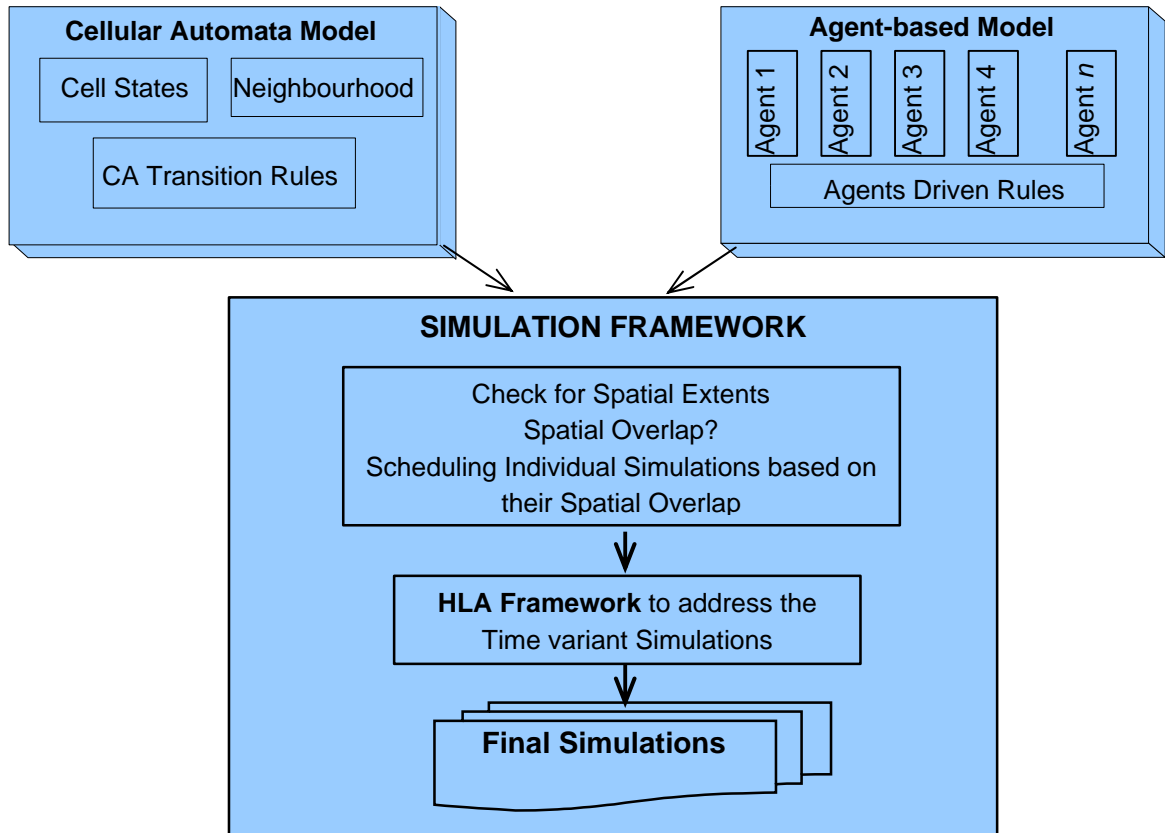 Cellular Automata Model
Cell States
Neighbourhood
CA Transition Rules
Agent-based Model
Agent 1
Agent 2
Agent 3
Agent 4
Agent n
Agents Driven Rules
SIMULATION FRAMEWORK
Check for Spatial Extents
Spatial Overlap?
Scheduling Individual Simulations based on
their Spatial Overlap
HLA Framework to address the
Time variant Simulations
Final Simulations